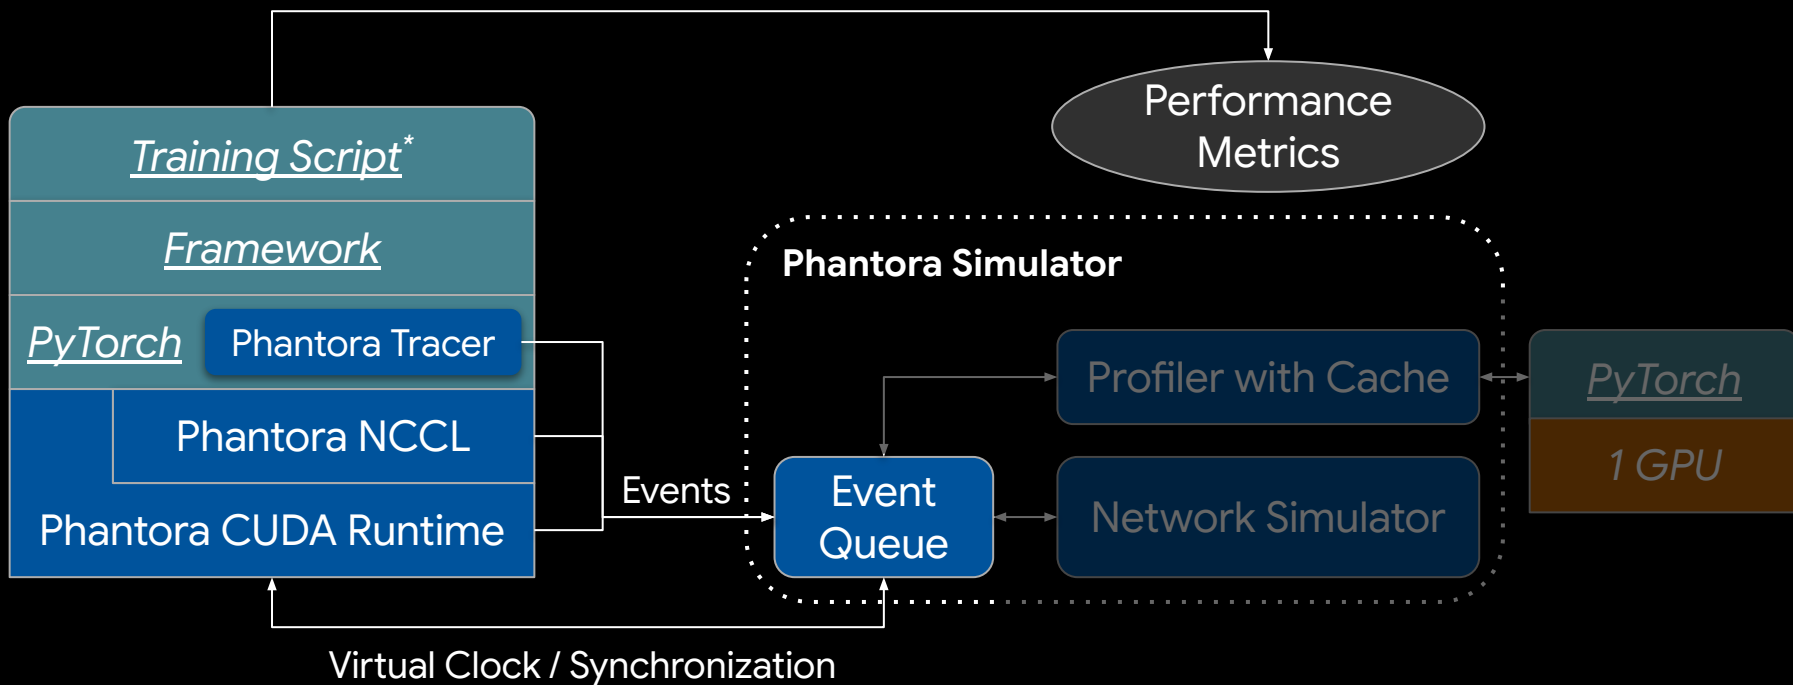 Performance
Metrics
Training Script*
Framework
PyTorch
Phantora Tracer
Phantora NCCL
Phantora CUDA Runtime
Events
Phantora Simulator
Event
Queue
Profiler with Cache
Network Simulator
PyTorch
1 GPU
Virtual Clock / Synchronization